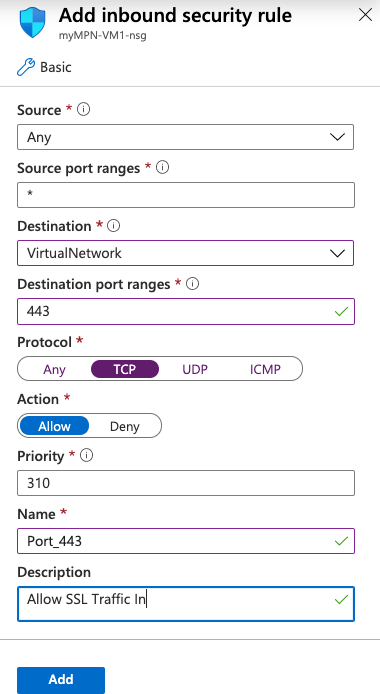 Add inbound security rule
myMPN-VM1-nsg
Basic
Source *
Any
Source port ranges *
*
Destination *
VirtualNetwork
Destination port ranges *
443
Protocol *
Any TCP UDP ICMP
Action *
Allow Deny
Priority *
310
Name *
Port_443
Description
Allow SSL Traffic In
Add